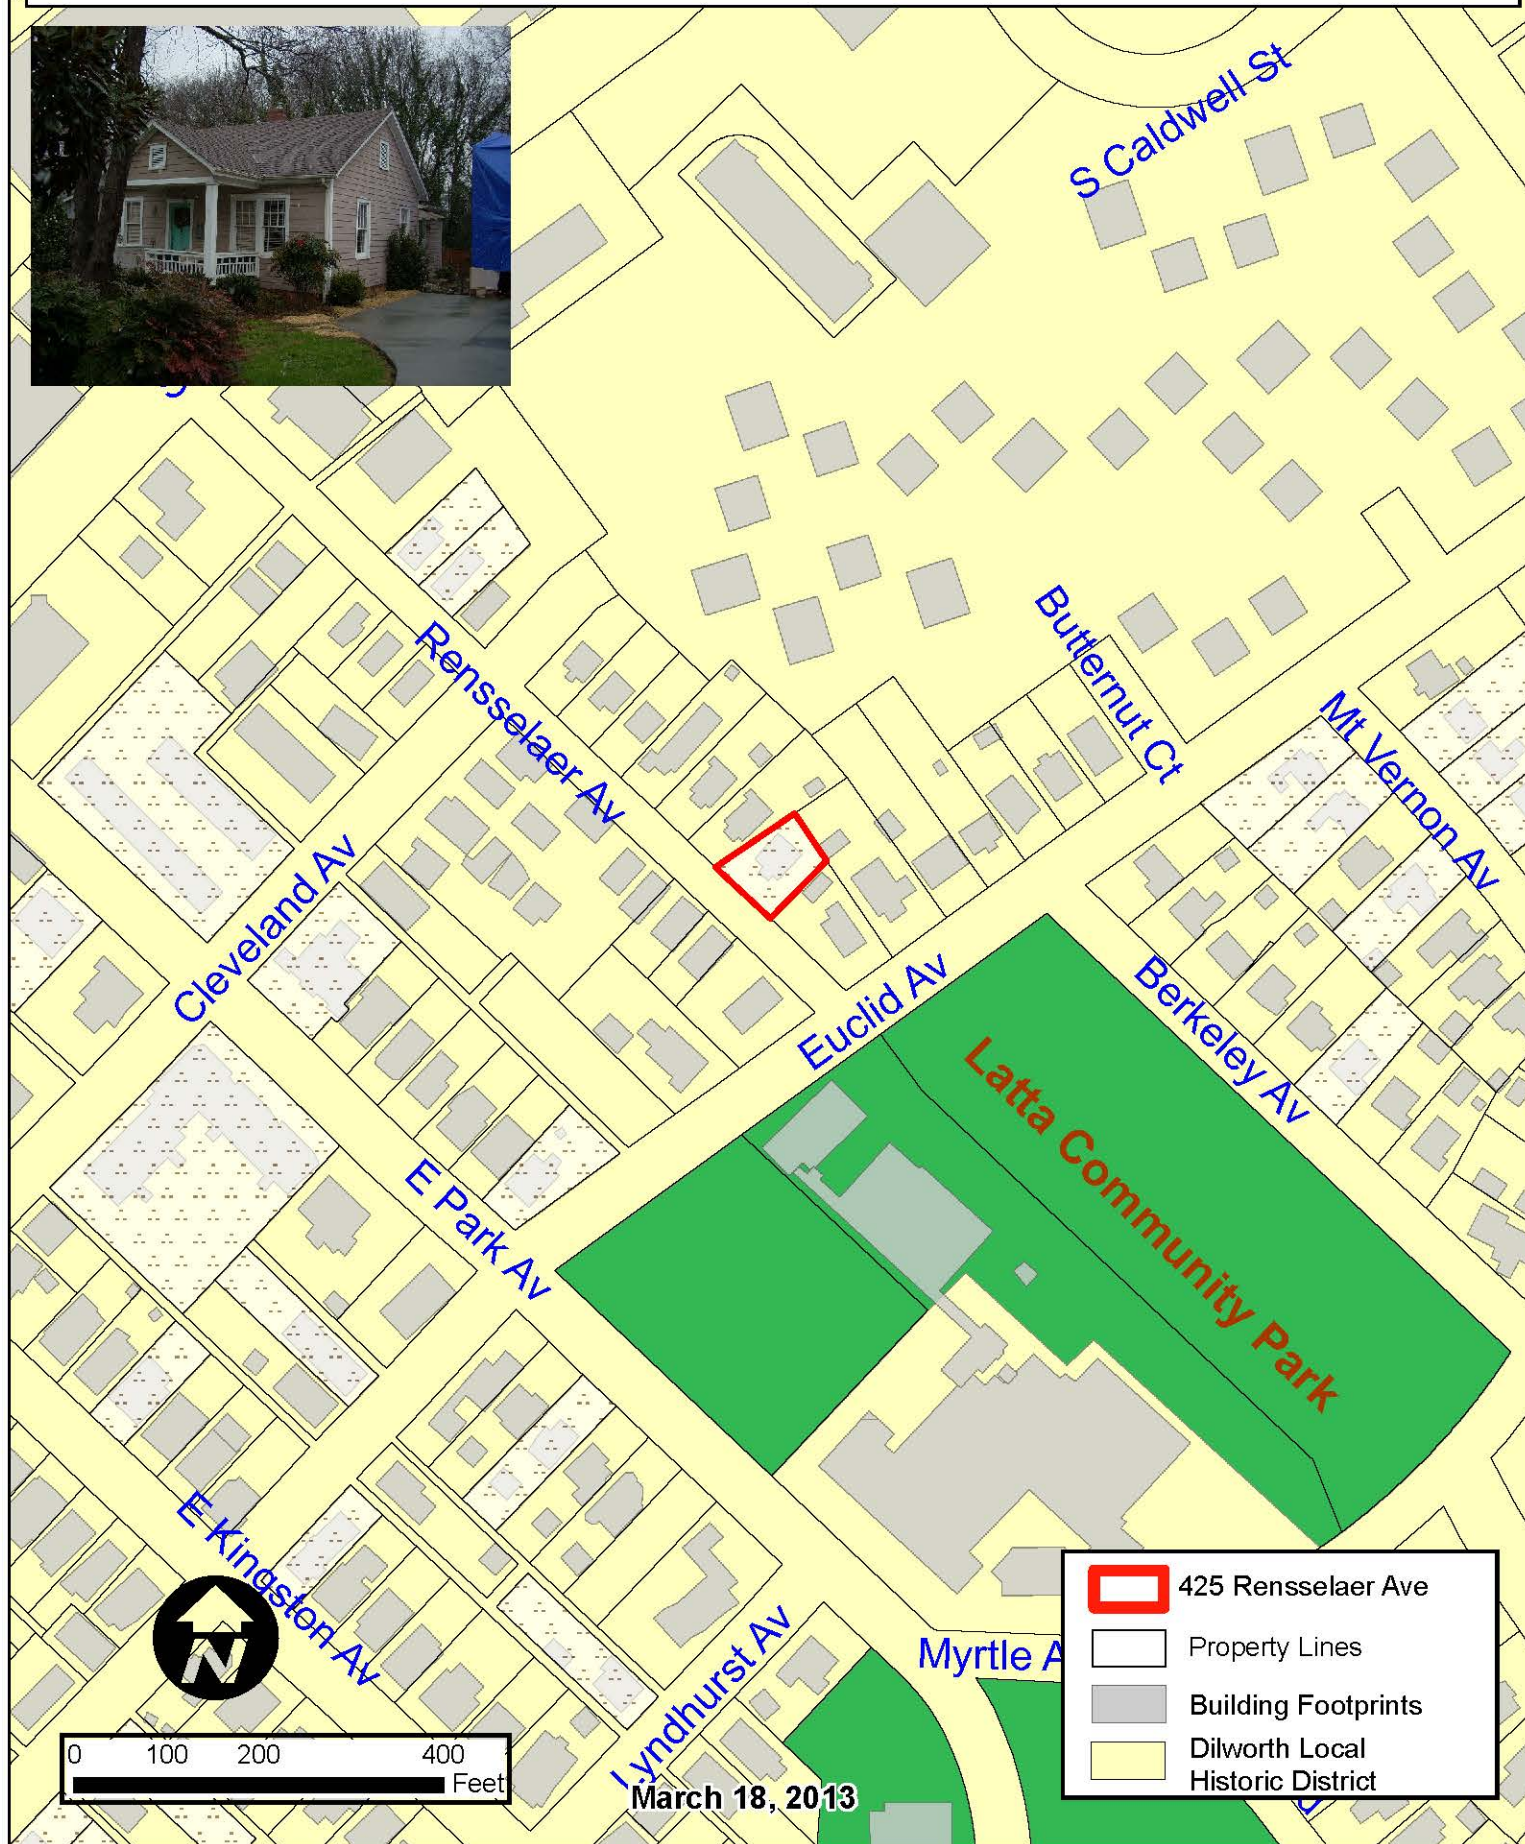 S Caldwell St
Butternut Ct
Rensselaer Av
Mt Vernon Av
Cleveland Av
Euclid Av
Berkeley Av
Latta Community Park
E Park Av
E Kingston Av
Lyndhurst Av
Myrtle A
N
0 100 200 400
Feet
March 18, 2013
425 Rensselaer Ave
Property Lines
Building Footprints
Dilworth Local
Historic District